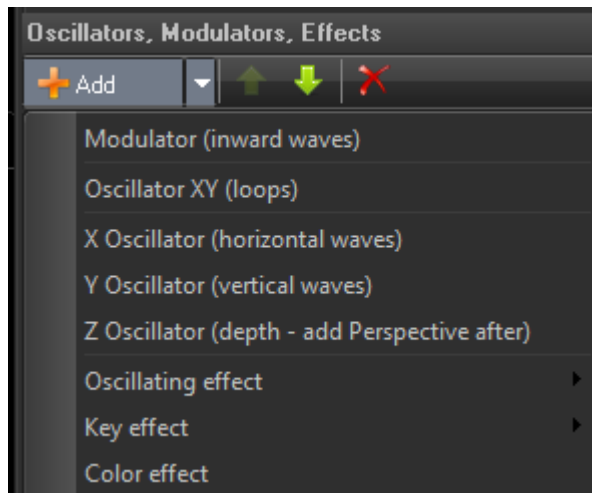 Oscillators, Modulators, Effects
Add
Modulator (inward waves)
Oscillator XY (loops)
X Oscillator (horizontal waves)
Y Oscillator (vertical waves)
Z Oscillator (depth - add Perspective after)
Oscillating effect
Key effect
Color effect